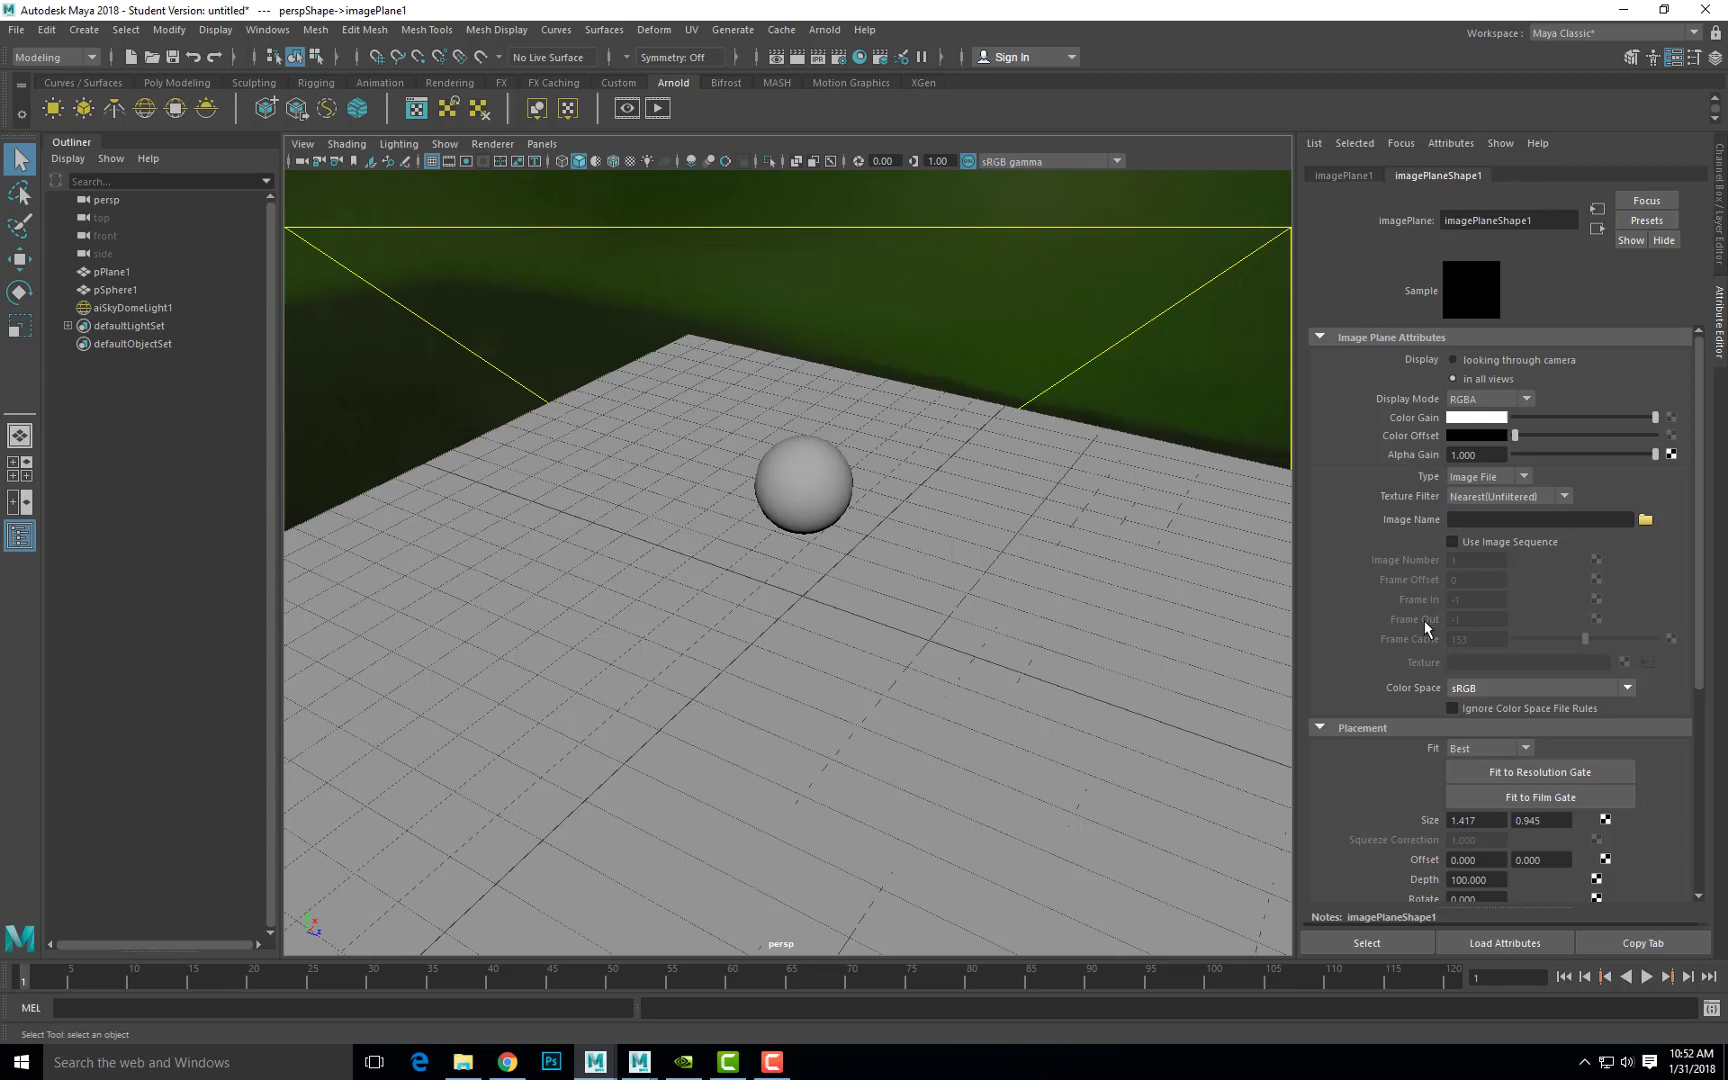 Autodesk Maya 2018 - Student Version: untitled*   ---   perspShape->imagePlane1
File Edit Create Select Modify Display Windows Mesh Edit Mesh Mesh Tools Mesh Display Curves Surfaces Deform UV Generate Cache Arnold Help
Workspace : Maya Classic*
Modeling No Live Surface Symmetry: Off Sign In
Curves / Surfaces Poly Modeling Sculpting Rigging Animation Rendering FX FX Caching Custom Arnold Bifrost MASH Motion Graphics XGen
Outliner
Display Show Help
Search...
persp
top
front
side
pPlane1
pSphere1
aiSkyDomeLight1
defaultLightSet
defaultObjectSet
View Shading Lighting Show Renderer Panels
0.00 1.00 ON sRGB gamma
persp
List Selected Focus Attributes Show Help
imagePlane1 imagePlaneShape1
Focus
imagePlane: imagePlaneShape1 Presets
Show Hide
Sample
Image Plane Attributes
Display looking through camera
in all views
Display Mode RGBA
Color Gain
Color Offset
Alpha Gain 1.000
Type Image File
Texture Filter Nearest(Unfiltered)
Image Name
Use Image Sequence
Image Number 1
Frame Offset 0
Frame In -1
Frame Out -1
Frame Cache 153
Texture
Color Space sRGB
Ignore Color Space File Rules
Placement
Fit Best
Fit to Resolution Gate
Fit to Film Gate
Size 1.417 0.945
Squeeze Correction 1.000
Offset 0.000 0.000
Depth 100.000
Rotate 0.000
Notes: imagePlaneShape1
Select Load Attributes Copy Tab
Channel Box / Layer Editor
Attribute Editor
1 5 10 15 20 25 30 35 40 45 50 55 60 65 70 75 80 85 90 95 100 105 110 115 120 1
MEL
Select Tool: select an object
Search the web and Windows
10:52 AM
1/31/2018